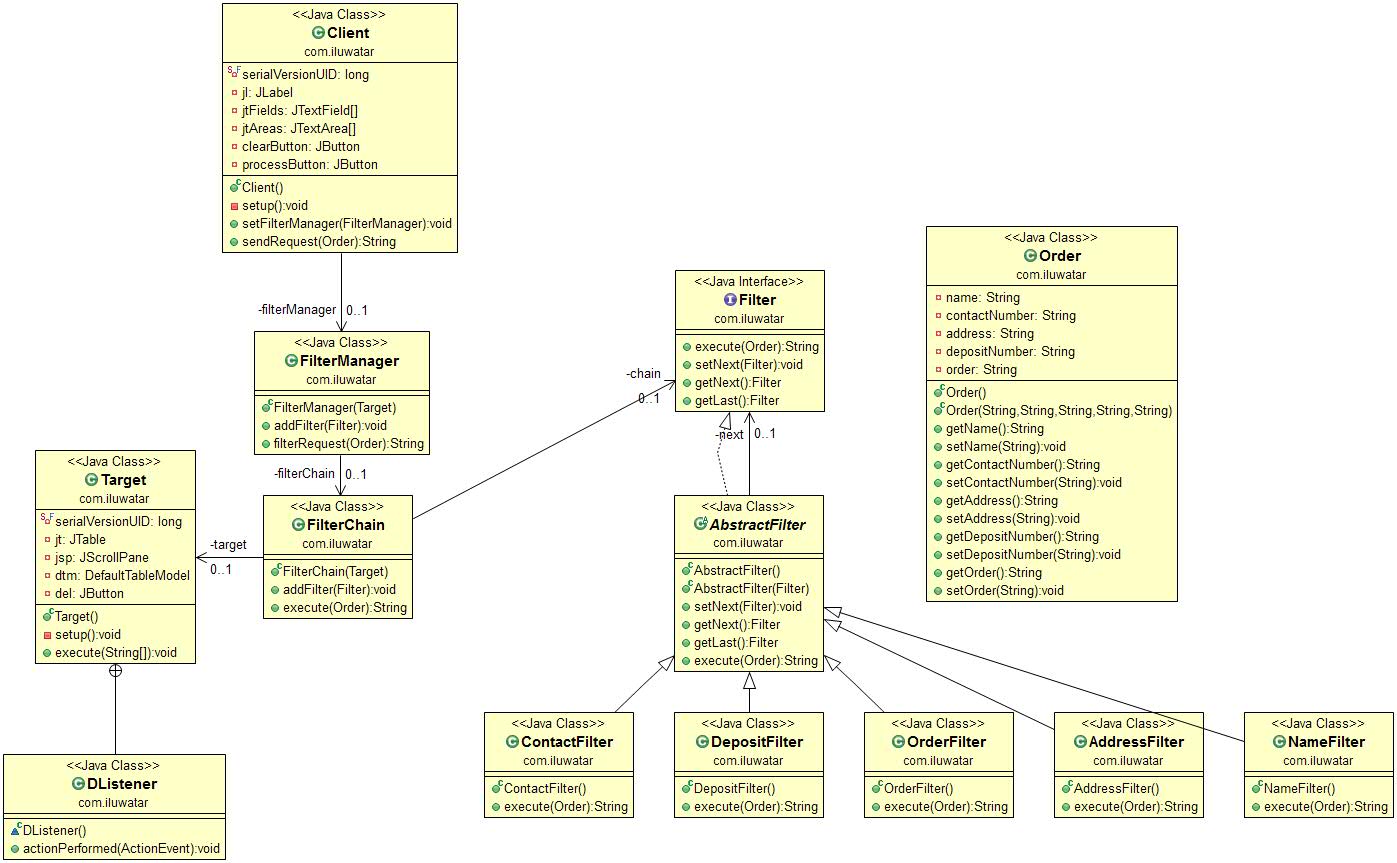 <<Java Class>>
Client
com.iluwatar
serialVersionUID: long
jl: JLabel
jtFields: JTextField[]
jtAreas: JTextArea[]
clearButton: JButton
processButton: JButton
Client()
setup():void
setFilterManager(FilterManager):void
sendRequest(Order):String
-filterManager
0..1
<<Java Class>>
FilterManager
com.iluwatar
FilterManager(Target)
addFilter(Filter):void
filterRequest(Order):String
-filterChain
0..1
<<Java Class>>
FilterChain
com.iluwatar
FilterChain(Target)
addFilter(Filter):void
execute(Order):String
-target
0..1
<<Java Class>>
Target
com.iluwatar
serialVersionUID: long
jt: JTable
jsp: JScrollPane
dtm: DefaultTableModel
del: JButton
Target()
setup():void
execute(String[]):void
<<Java Class>>
DListener
com.iluwatar
DListener()
actionPerformed(ActionEvent):void
-chain
0..1
<<Java Interface>>
Filter
com.iluwatar
execute(Order):String
setNext(Filter):void
getNext():Filter
getLast():Filter
-next
0..1
<<Java Class>>
AbstractFilter
com.iluwatar
AbstractFilter()
AbstractFilter(Filter)
setNext(Filter):void
getNext():Filter
getLast():Filter
execute(Order):String
<<Java Class>>
Order
com.iluwatar
name: String
contactNumber: String
address: String
depositNumber: String
order: String
Order()
Order(String,String,String,String,String)
getName():String
setName(String):void
getContactNumber():String
setContactNumber(String):void
getAddress():String
setAddress(String):void
getDepositNumber():String
setDepositNumber(String):void
getOrder():String
setOrder(String):void
<<Java Class>>
ContactFilter
com.iluwatar
ContactFilter()
execute(Order):String
<<Java Class>>
DepositFilter
com.iluwatar
DepositFilter()
execute(Order):String
<<Java Class>>
OrderFilter
com.iluwatar
OrderFilter()
execute(Order):String
<<Java Class>>
AddressFilter
com.iluwatar
AddressFilter()
execute(Order):String
<<Java Class>>
NameFilter
com.iluwatar
NameFilter()
execute(Order):String